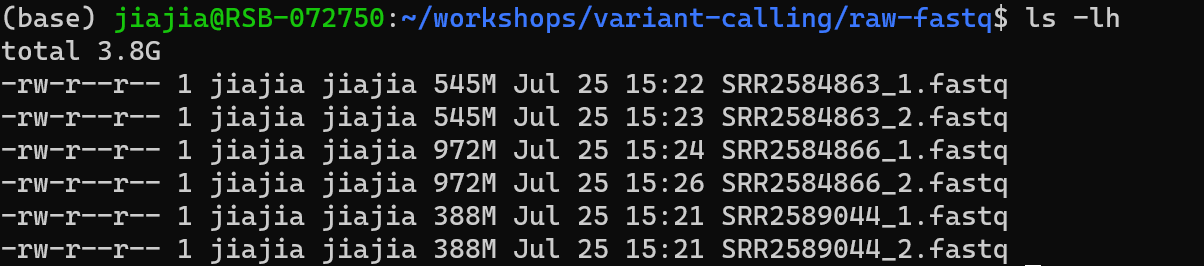 (base) jiajia@RSB-072750:~/workshops/variant-calling/raw-fastq$ ls -lh
total 3.8G
-rw-r--r-- 1 jiajia jiajia 545M Jul 25 15:22 SRR2584863_1.fastq
-rw-r--r-- 1 jiajia jiajia 545M Jul 25 15:23 SRR2584863_2.fastq
-rw-r--r-- 1 jiajia jiajia 972M Jul 25 15:24 SRR2584866_1.fastq
-rw-r--r-- 1 jiajia jiajia 972M Jul 25 15:26 SRR2584866_2.fastq
-rw-r--r-- 1 jiajia jiajia 388M Jul 25 15:21 SRR2589044_1.fastq
-rw-r--r-- 1 jiajia jiajia 388M Jul 25 15:21 SRR2589044_2.fastq